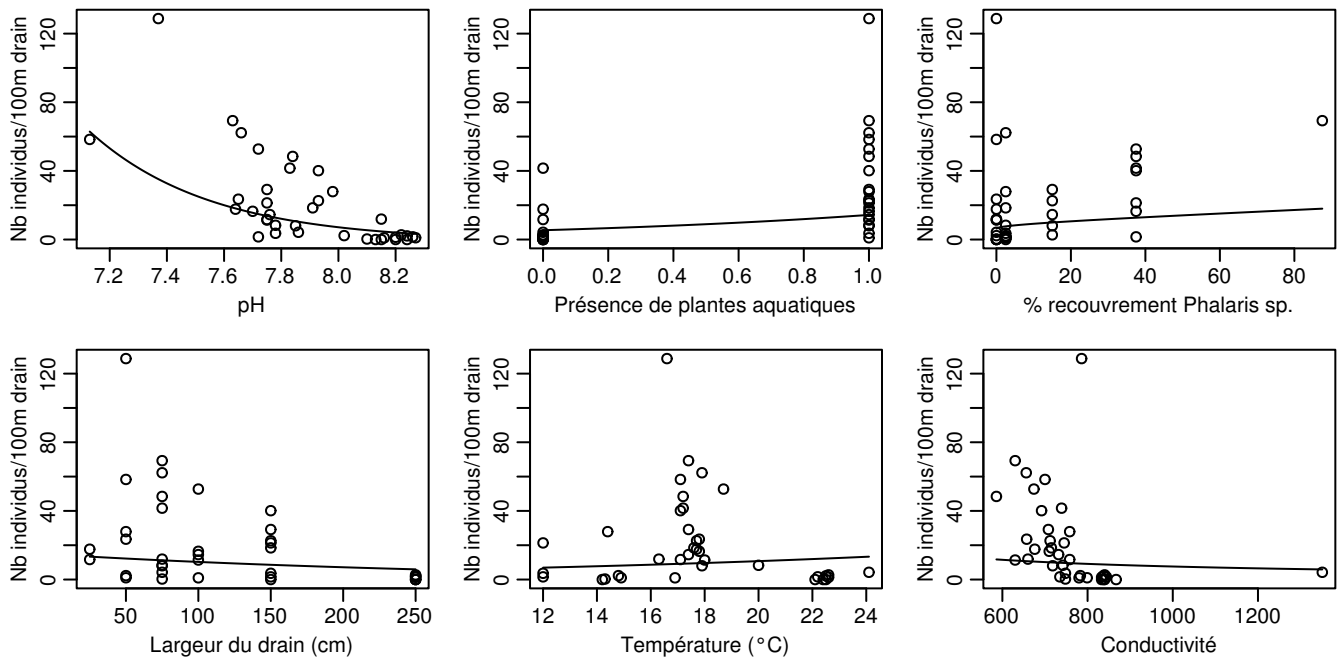 Nb individus/100m drain
0 40 80 120
7.2 7.4 7.6 7.8 8.0 8.2
pH
Nb individus/100m drain
0 40 80 120
0.0 0.2 0.4 0.6 0.8 1.0
Présence de plantes aquatiques
Nb individus/100m drain
0 40 80 120
0 20 40 60 80
% recouvrement Phalaris sp.
Nb individus/100m drain
0 40 80 120
50 100 150 200 250
Largeur du drain (cm)
Nb individus/100m drain
0 40 80 120
12 14 16 18 20 22 24
Température (°C)
Nb individus/100m drain
0 40 80 120
600 800 1000 1200
Conductivité